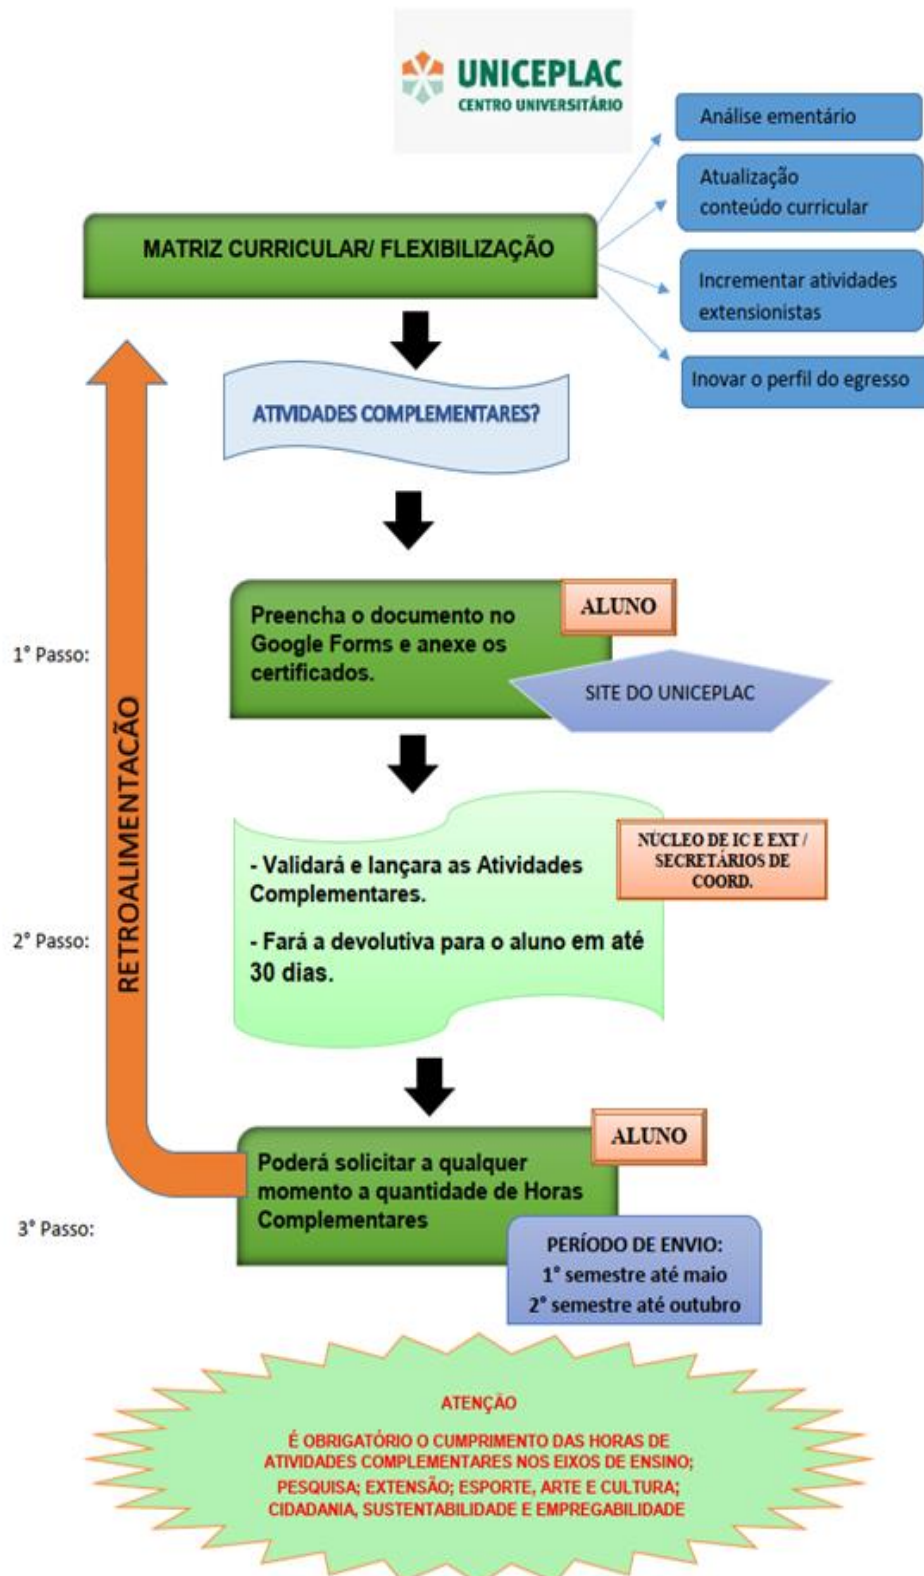 UNICEPLAC
CENTRO UNIVERSITÁRIO
Análise ementário
Atualização
conteúdo curricular
MATRIZ CURRICULAR/ FLEXIBILIZAÇÃO
Incrementar atividades
extensionistas
Inovar o perfil do egresso
ATIVIDADES COMPLEMENTARES?
1° Passo:
Preencha o documento no
Google Forms e anexe os
certificados.
ALUNO
SITE DO UNICEPLAC
RETROALIMENTACÃO
2° Passo:
- Validará e lançara as Atividades
Complementares.
- Fará a devolutiva para o aluno em até
30 dias.
NÚCLEO DE IC E EXT /
SECRETÁRIOS DE
COORD.
3° Passo:
Poderá solicitar a qualquer
momento a quantidade de Horas
Complementares
ALUNO
PERÍODO DE ENVIO:
1° semestre até maio
2° semestre até outubro
ATENÇÃO
É OBRIGATÓRIO O CUMPRIMENTO DAS HORAS DE
ATIVIDADES COMPLEMENTARES NOS EIXOS DE ENSINO;
PESQUISA; EXTENSÃO; ESPORTE, ARTE E CULTURA;
CIDADANIA, SUSTENTABILIDADE E EMPREGABILIDADE